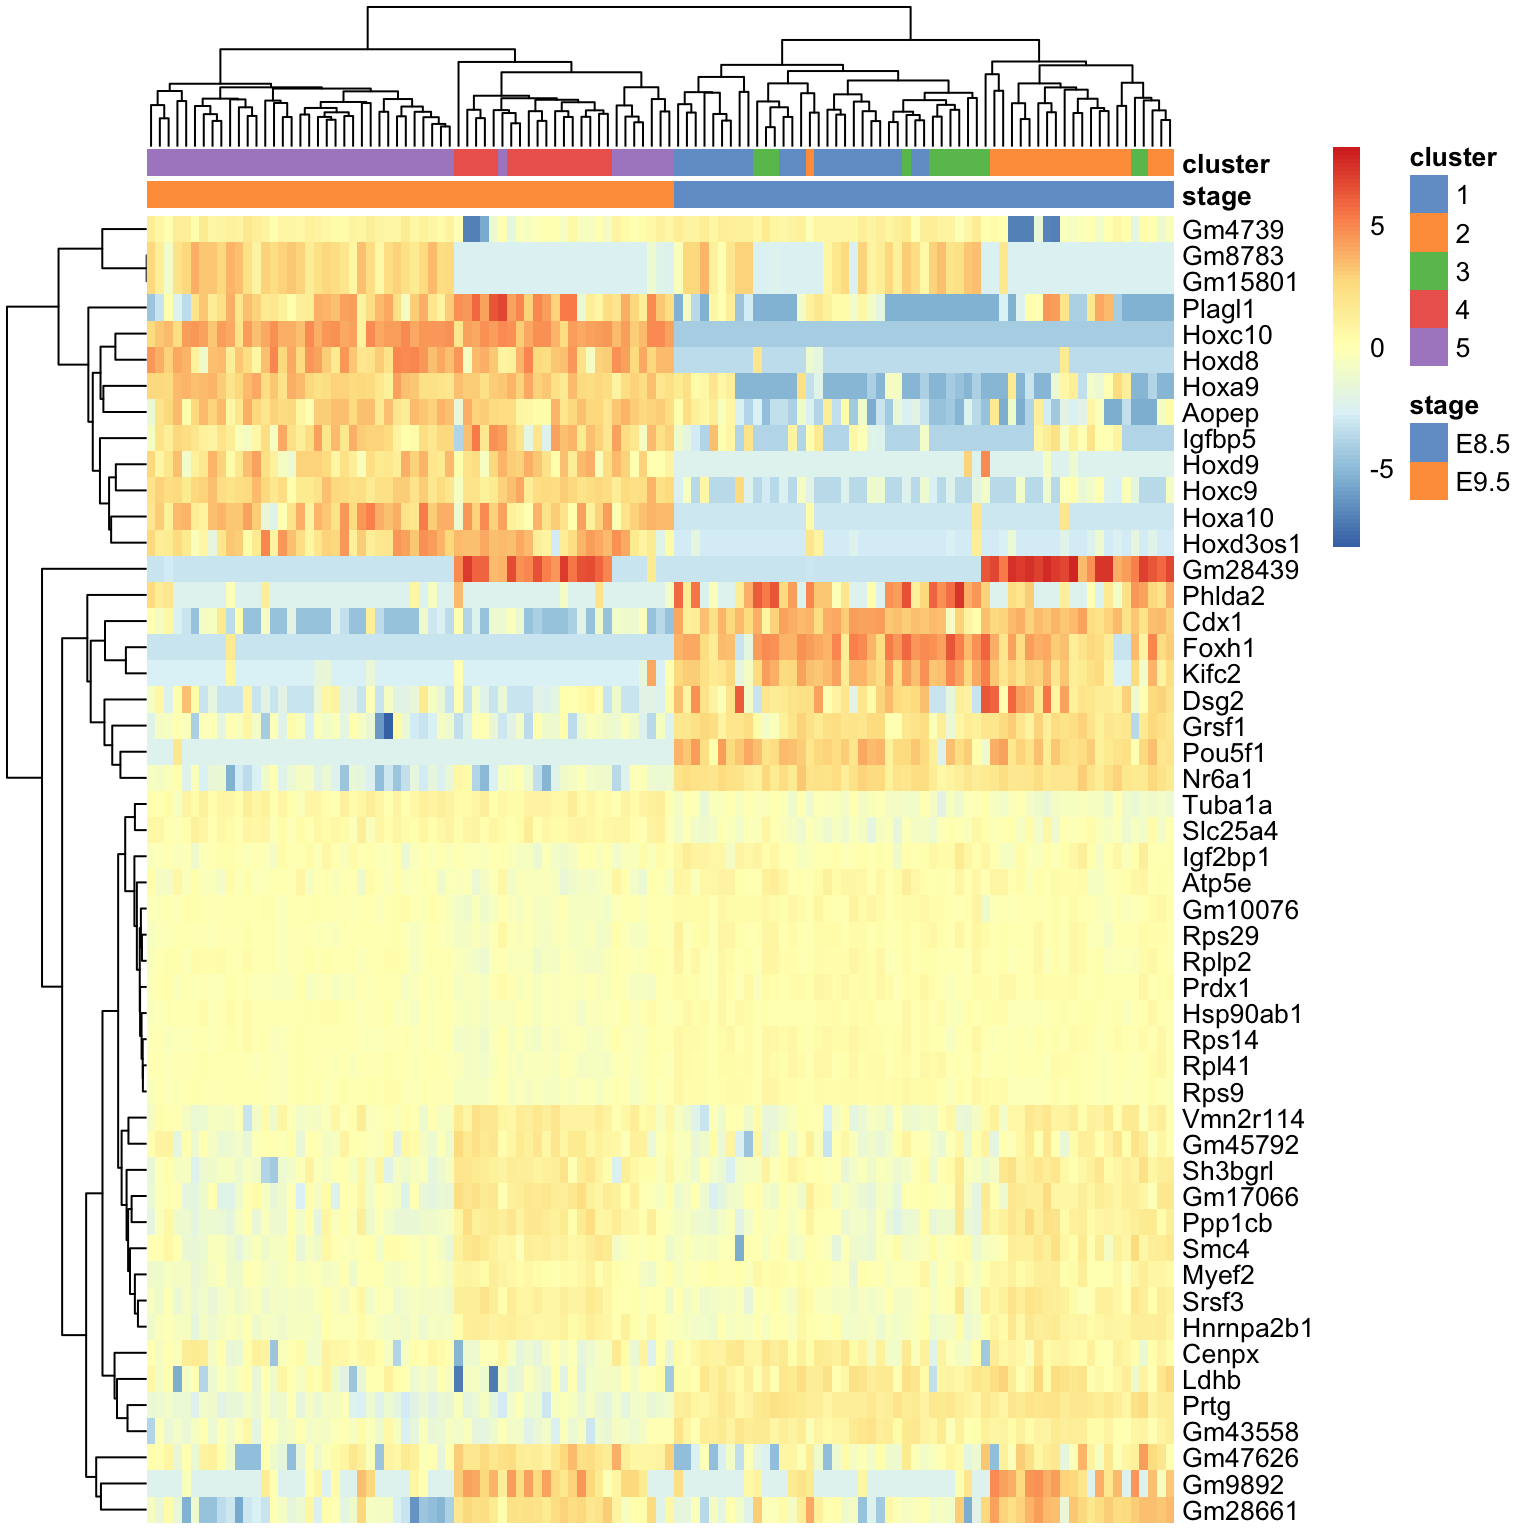 cluster
stage
Gm4739
Gm8783
Gm15801
Plagl1
Hoxc10
Hoxd8
Hoxa9
Aopep
Igfbp5
Hoxd9
Hoxc9
Hoxa10
Hoxd3os1
Gm28439
Phlda2
Cdx1
Foxh1
Kifc2
Dsg2
Grsf1
Pou5f1
Nr6a1
Tuba1a
Slc25a4
Igf2bp1
Atp5e
Gm10076
Rps29
Rplp2
Prdx1
Hsp90ab1
Rps14
Rpl41
Rps9
Vmn2r114
Gm45792
Sh3bgrl
Gm17066
Ppp1cb
Smc4
Myef2
Srsf3
Hnrnpa2b1
Cenpx
Ldhb
Prtg
Gm43558
Gm47626
Gm9892
Gm28661
5
0
-5
cluster
1
2
3
4
5
stage
E8.5
E9.5